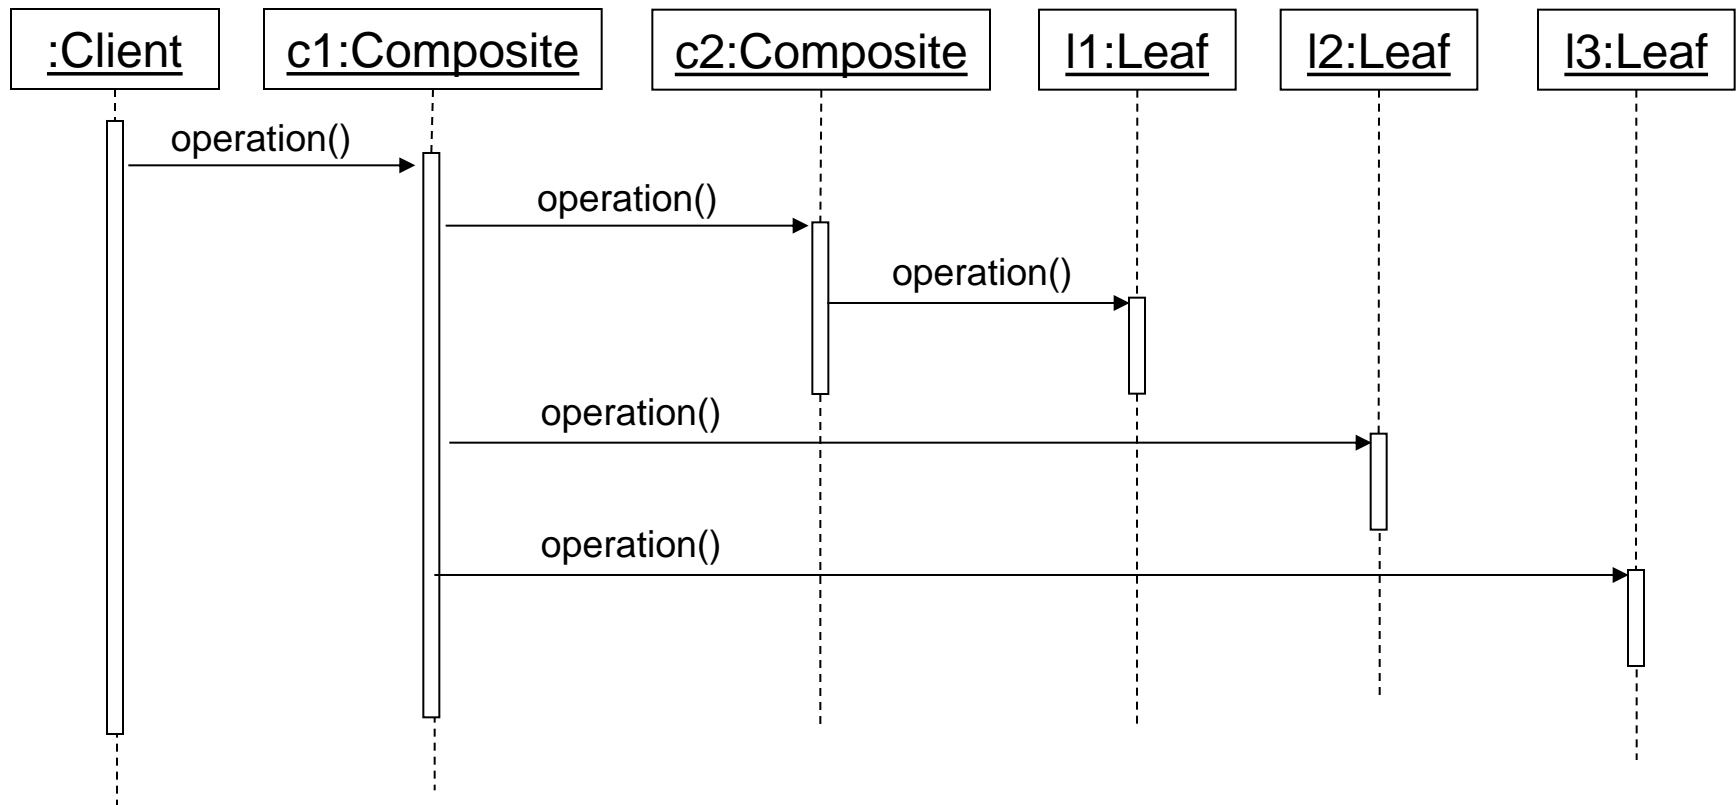 :Client
c1:Composite
c2:Composite
l1:Leaf
l2:Leaf
l3:Leaf
operation()
operation()
operation()
operation()
operation()